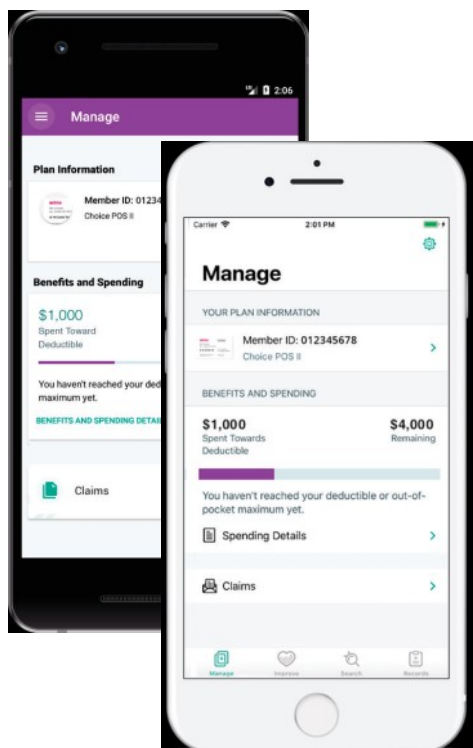 2:06
Manage
Plan Information
Member ID: 01234
Choice POS II
Benefits and Spending
$1,000
Spent Toward
Deductible
You haven't reached your ded
maximum yet.
BENEFITS AND SPENDING DETAI
Claims
Carrier 2:01 PM
Manage
YOUR PLAN INFORMATION
Member ID: 012345678
Choice POS II
BENEFITS AND SPENDING
$1,000 $4,000
Spent Towards Remaining
Deductible
You haven't reached your deductible or out-of-
pocket maximum yet.
Spending Details
Claims
Manage Improve Search Records